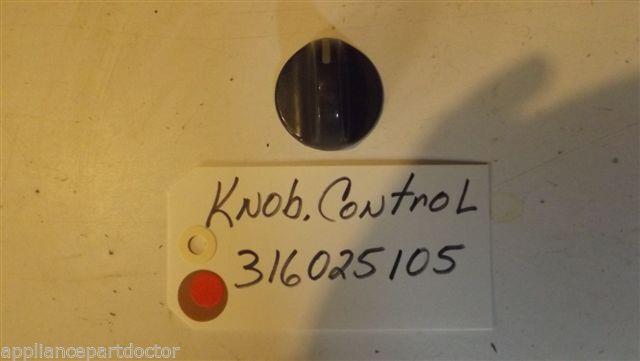 Knob, Control
316025105
appliancepartdoctor